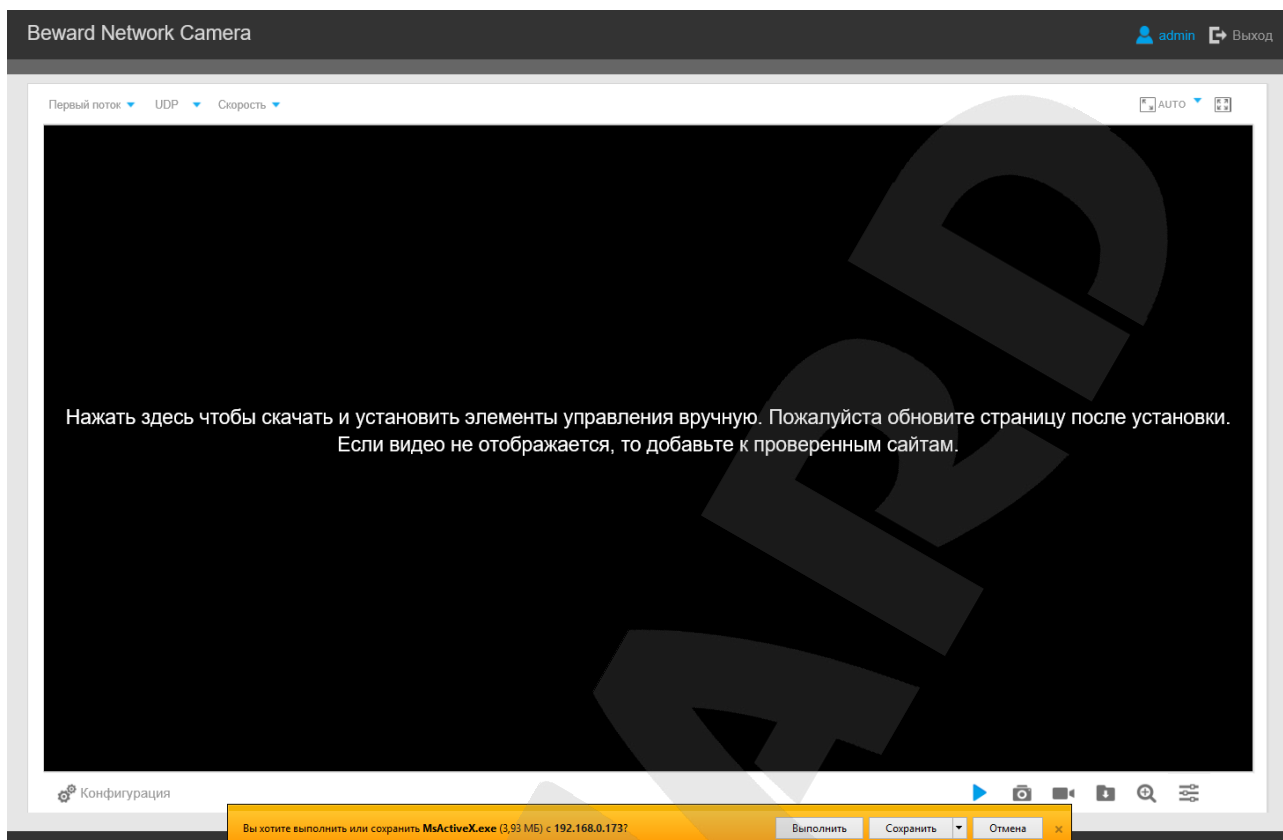 Beward Network Camera
admin Выход
Первый поток UDP Скорость AUTO
Нажать здесь чтобы скачать и установить элементы управления вручную. Пожалуйста обновите страницу после установки.
Если видео не отображается, то добавьте к проверенным сайтам.
Конфигурация
Вы хотите выполнить или сохранить MsActiveX.exe (3,93 МБ) с 192.168.0.173? Выполнить Сохранить Отмена ×
ARD